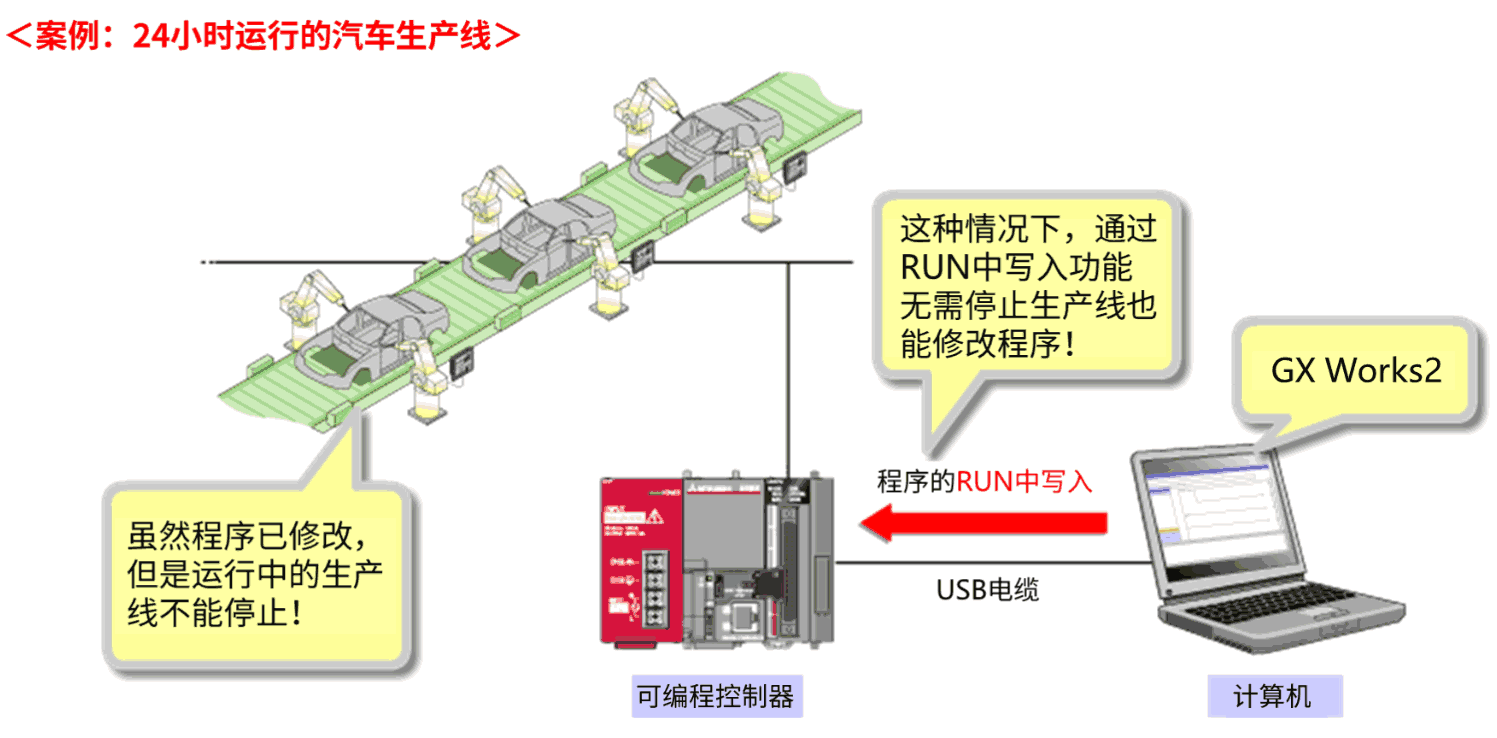 ＜案例：24小时运行的汽车生产线＞
这种情况下，通过
RUN中写入功能
无需停止生产线也
能修改程序！
GX Works2
虽然程序已修改，
但是运行中的生产
线不能停止！
程序的RUN中写入
USB电缆
可编程控制器
计算机